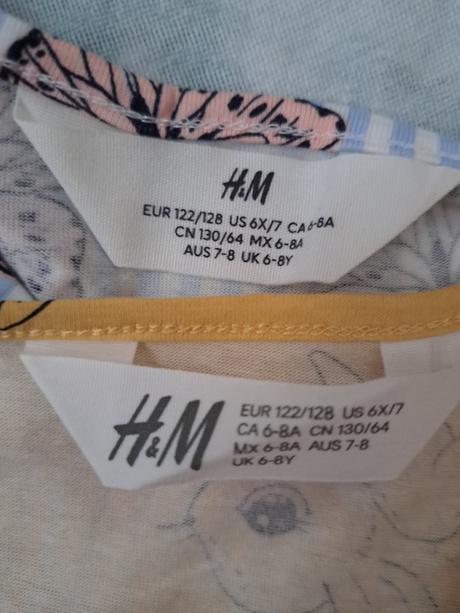 H&M
EUR 122/128 US 6X/7 CA 6-8A
CN 130/64 MX 6-8A
AUS 7-8 UK 6-8Y
H&M
EUR 122/128 US 6X/7
CA 6-8A CN 130/64
MX 6-8A AUS 7-8
UK 6-8Y